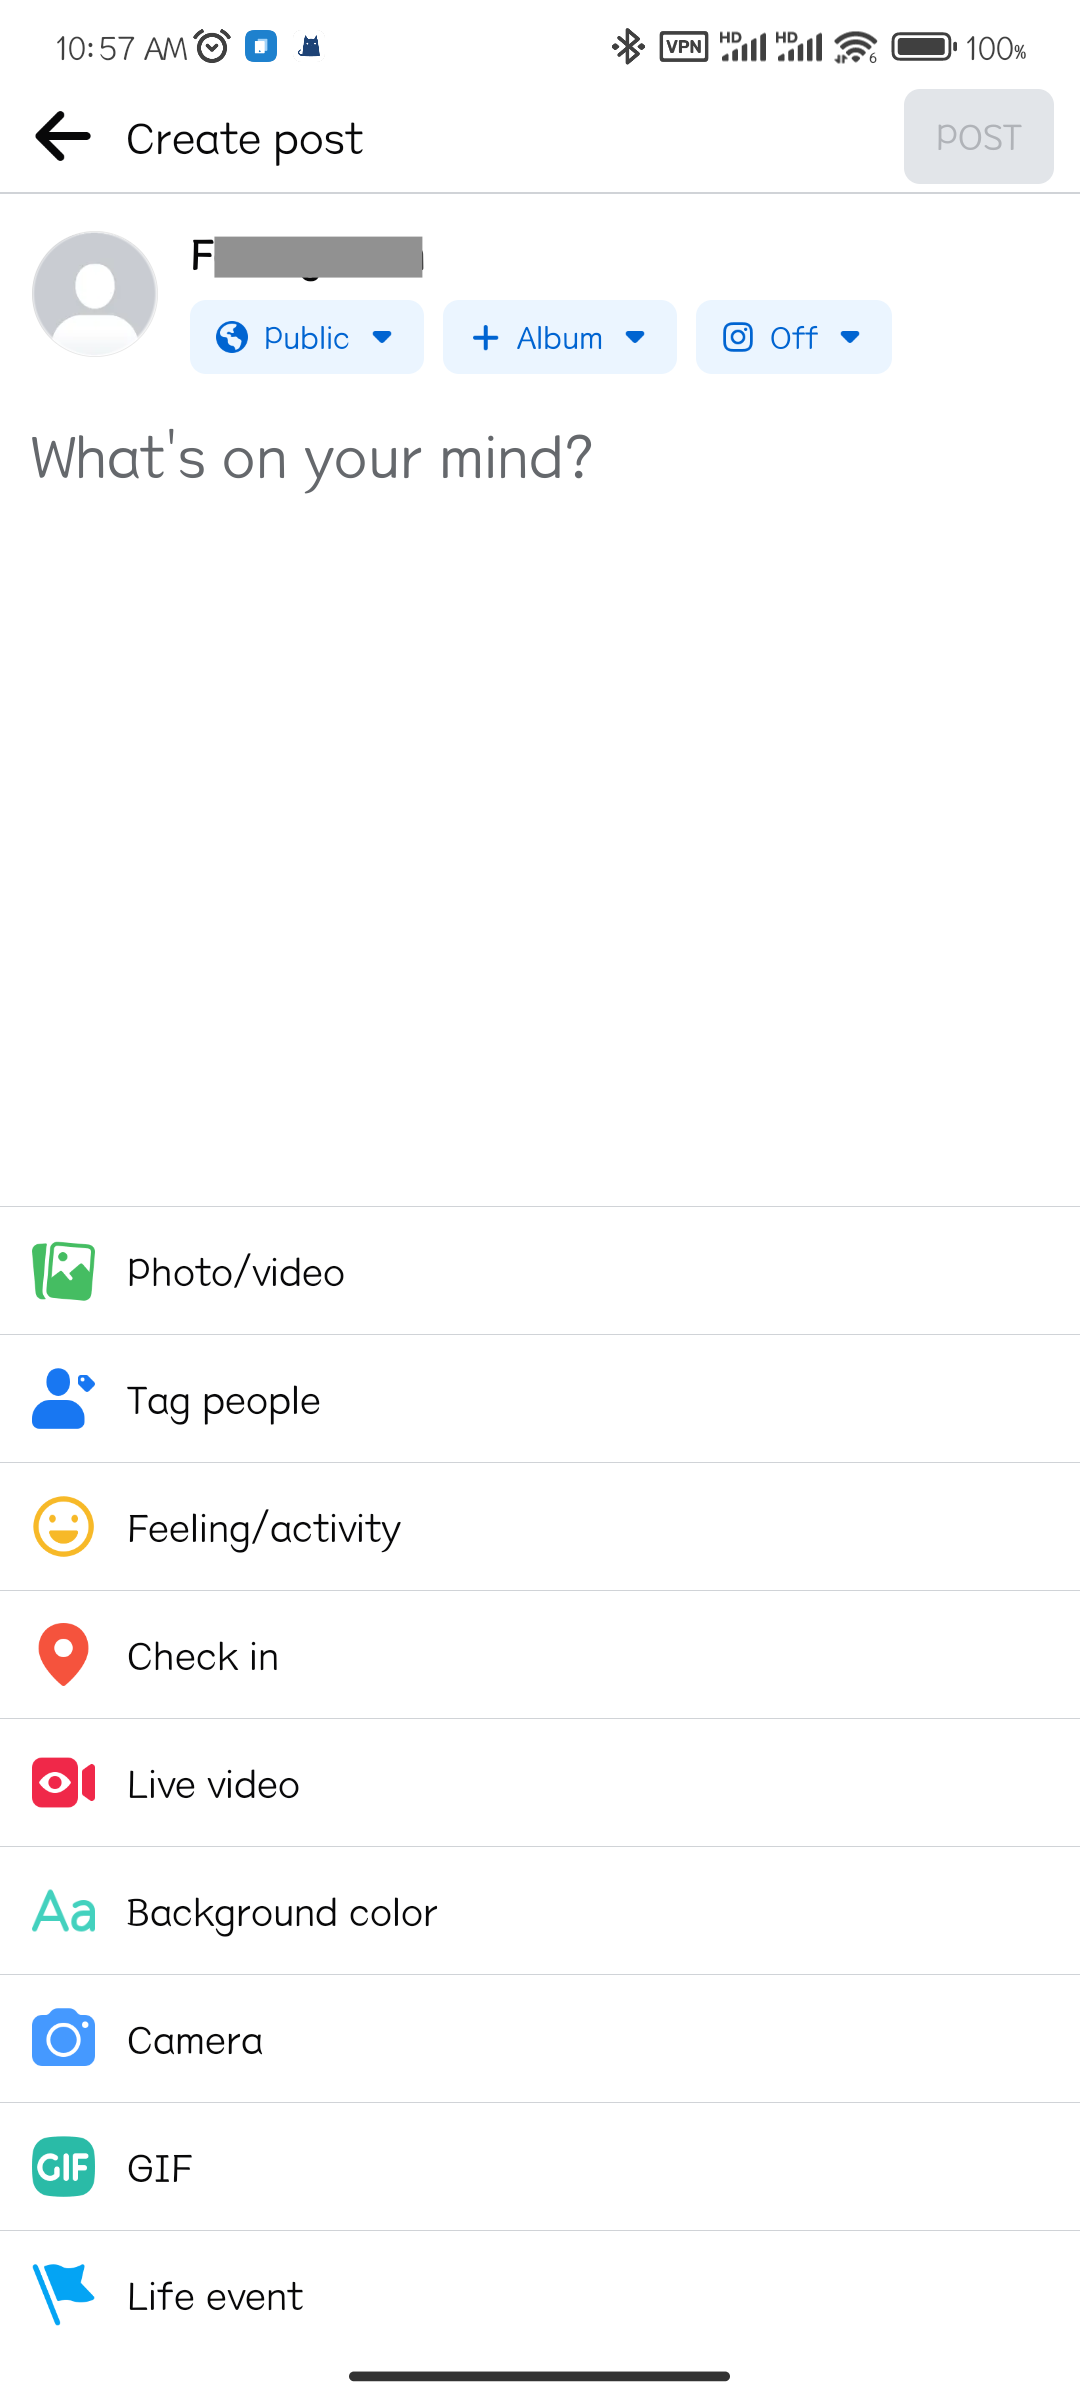 10:57 AM
VPN HD HD 6 100%
Create post
POST
Public
+ Album
Off
What's on your mind?
Photo/video
Tag people
Feeling/activity
Check in
Live video
Aa Background color
Camera
GIF GIF
Life event